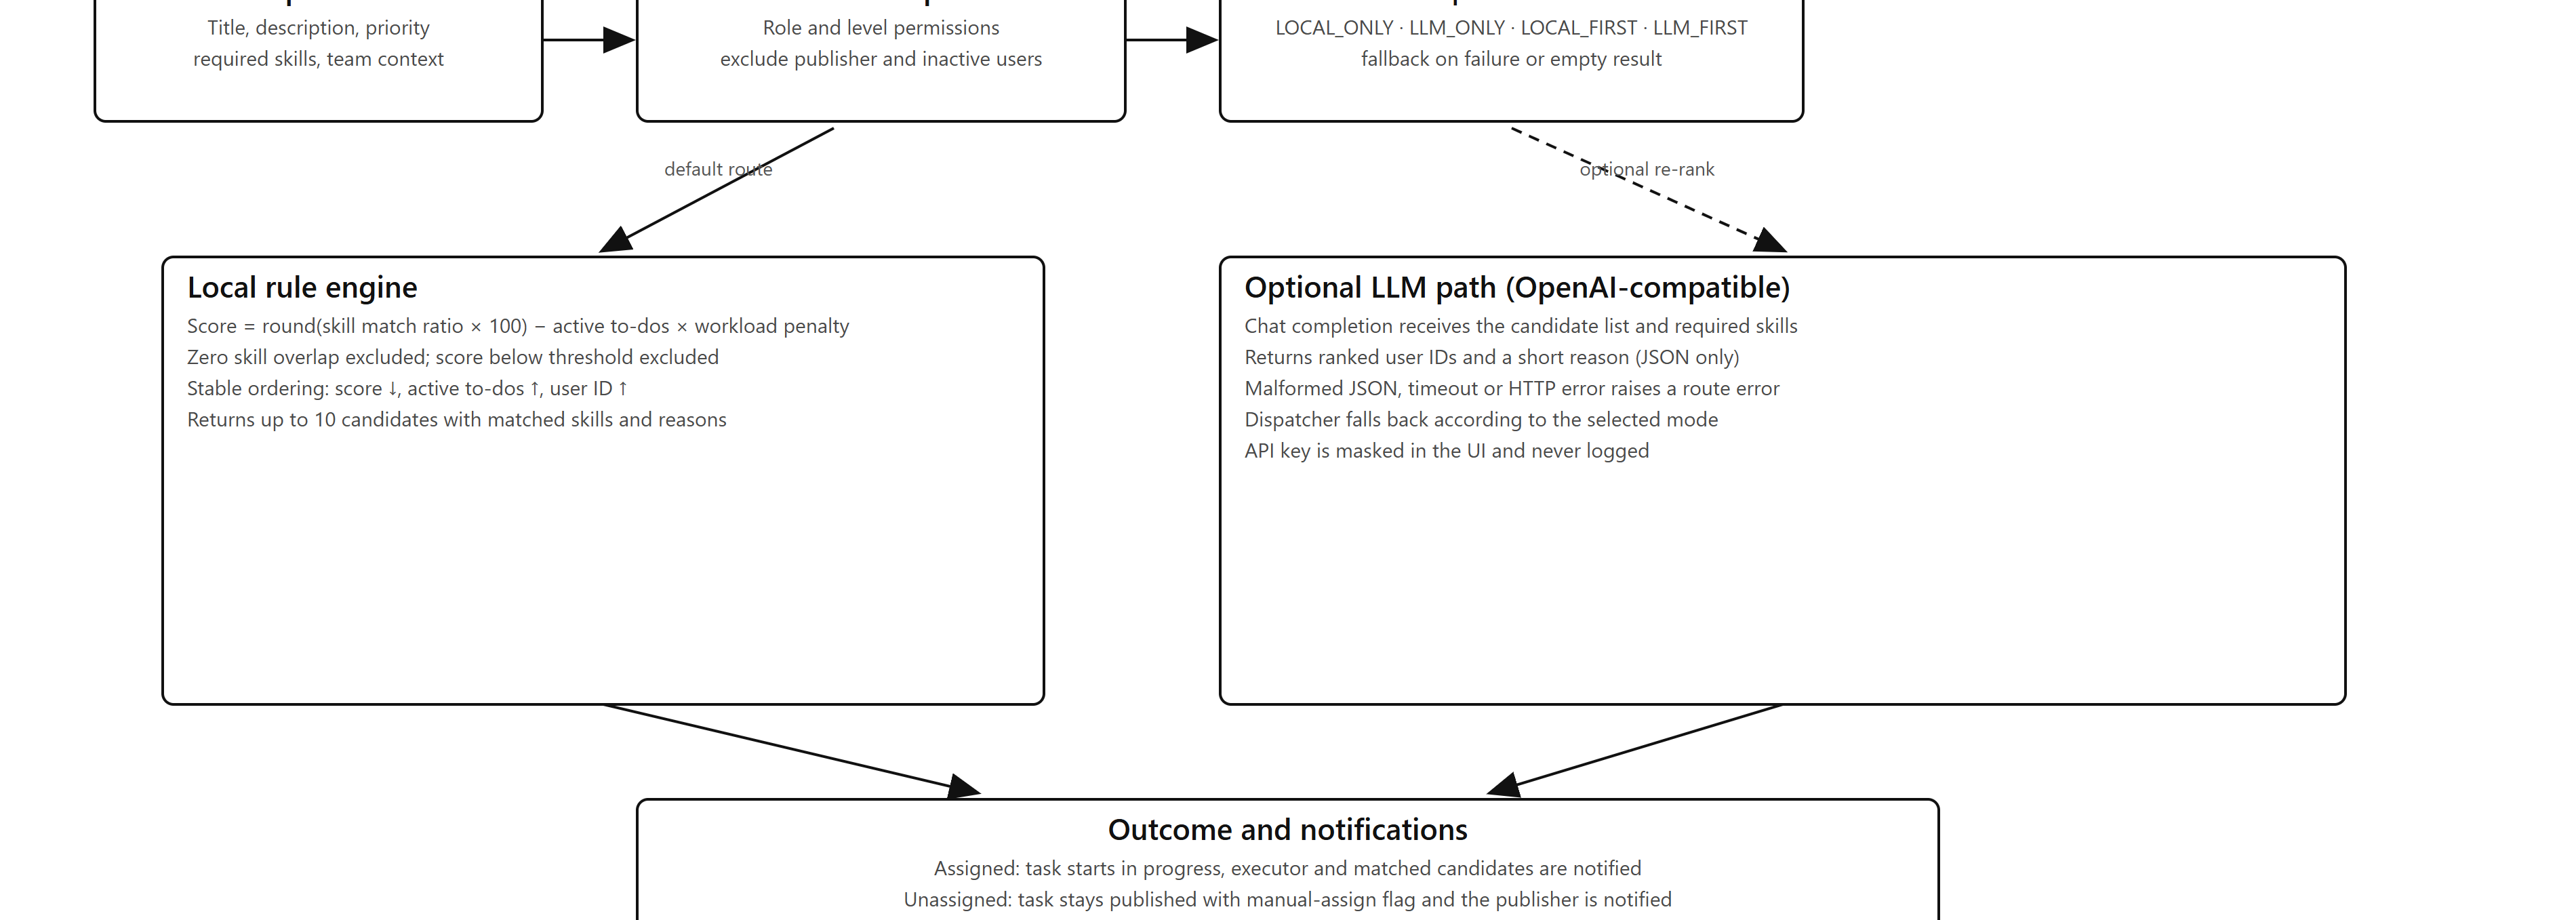 Title, description, priority
required skills, team context
Role and level permissions
exclude publisher and inactive users
LOCAL_ONLY · LLM_ONLY · LOCAL_FIRST · LLM_FIRST
fallback on failure or empty result
default route
optional re-rank
Local rule engine
Score = round(skill match ratio × 100) − active to-dos × workload penalty
Zero skill overlap excluded; score below threshold excluded
Stable ordering: score ↓, active to-dos ↑, user ID ↑
Returns up to 10 candidates with matched skills and reasons
Optional LLM path (OpenAI-compatible)
Chat completion receives the candidate list and required skills
Returns ranked user IDs and a short reason (JSON only)
Malformed JSON, timeout or HTTP error raises a route error
Dispatcher falls back according to the selected mode
API key is masked in the UI and never logged
Outcome and notifications
Assigned: task starts in progress, executor and matched candidates are notified
Unassigned: task stays published with manual-assign flag and the publisher is notified